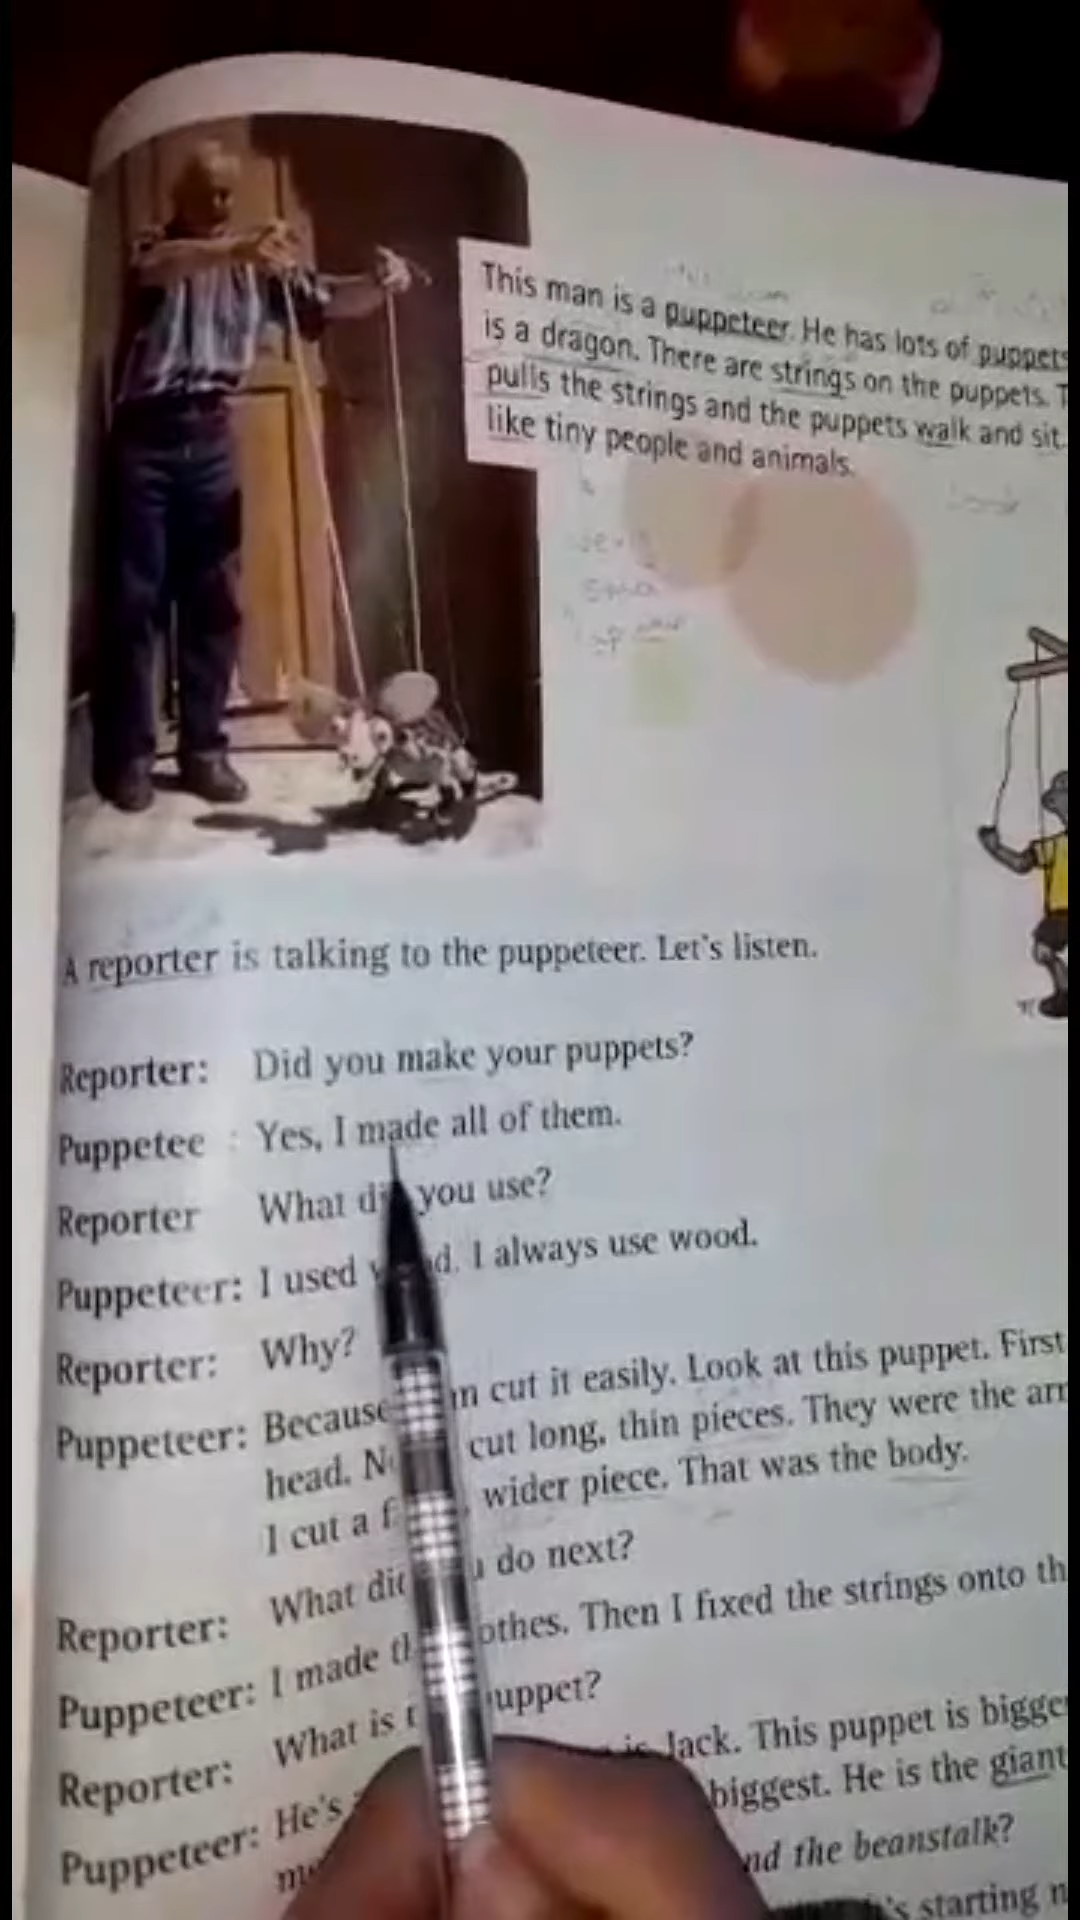 This man is a puppeteer. He has lots of puppets
is a dragon. There are strings on the puppets. T
pulls the strings and the puppets walk and sit.
like tiny people and animals.
A reporter is talking to the puppeteer. Let's listen.
Reporter: Did you make your puppets?
Puppetee : Yes, I made all of them.
Reporter What di you use?
Puppeteer: I used d. I always use wood.
Reporter: Why?
Puppeteer: Because n cut it easily. Look at this puppet. First
head. N cut long, thin pieces. They were the arr
I cut a f wider piece. That was the body.
Reporter: What did do next?
Puppeteer: I made th othes. Then I fixed the strings onto th
Reporter: What is t uppet?
Puppeteer: He's is Jack. This puppet is bigge
biggest. He is the giant
nd the beanstalk?
's starting n